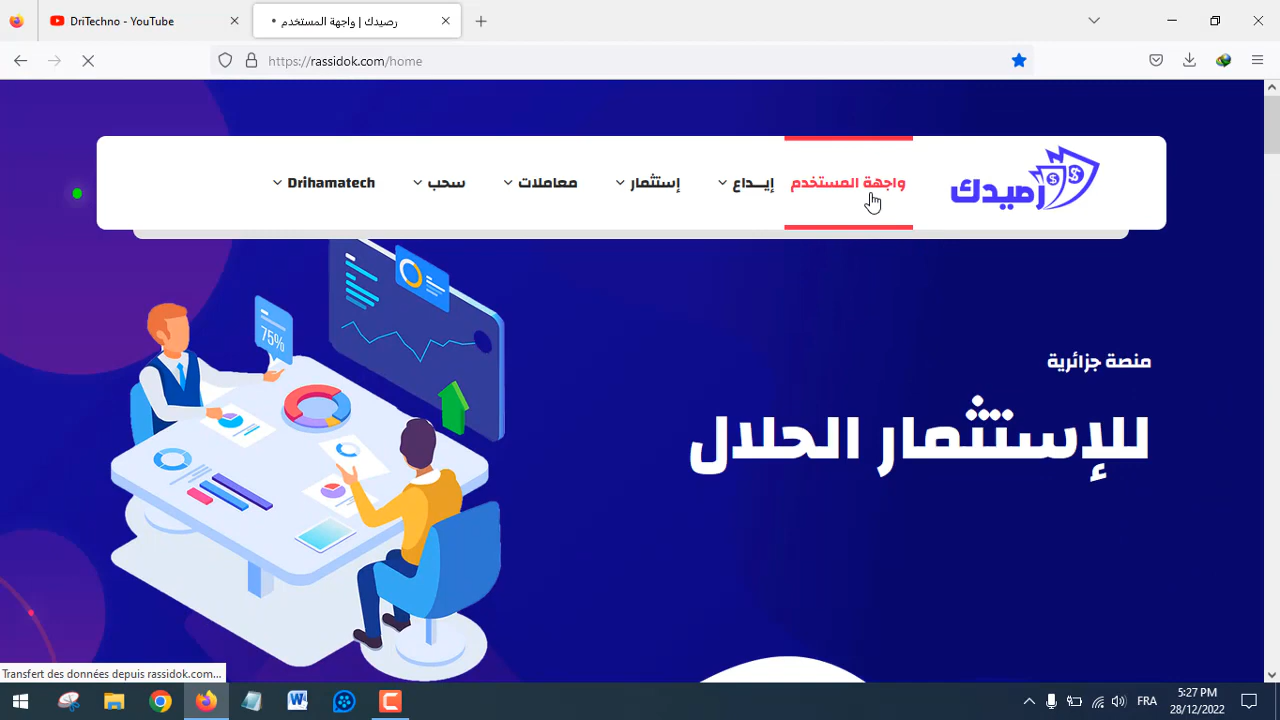 DriTechno - YouTube
رصيدك | واجهة المستخدم
https://rassidok.com/home
رصيدك
واجهة المستخدم
إيــداع
إستثمار
معاملات
سحب
Drihamatech
75%
منصة جزائرية
للإستثمار الحلال
Transfert des données depuis rassidok.com...
FRA
5:27 PM
28/12/2022